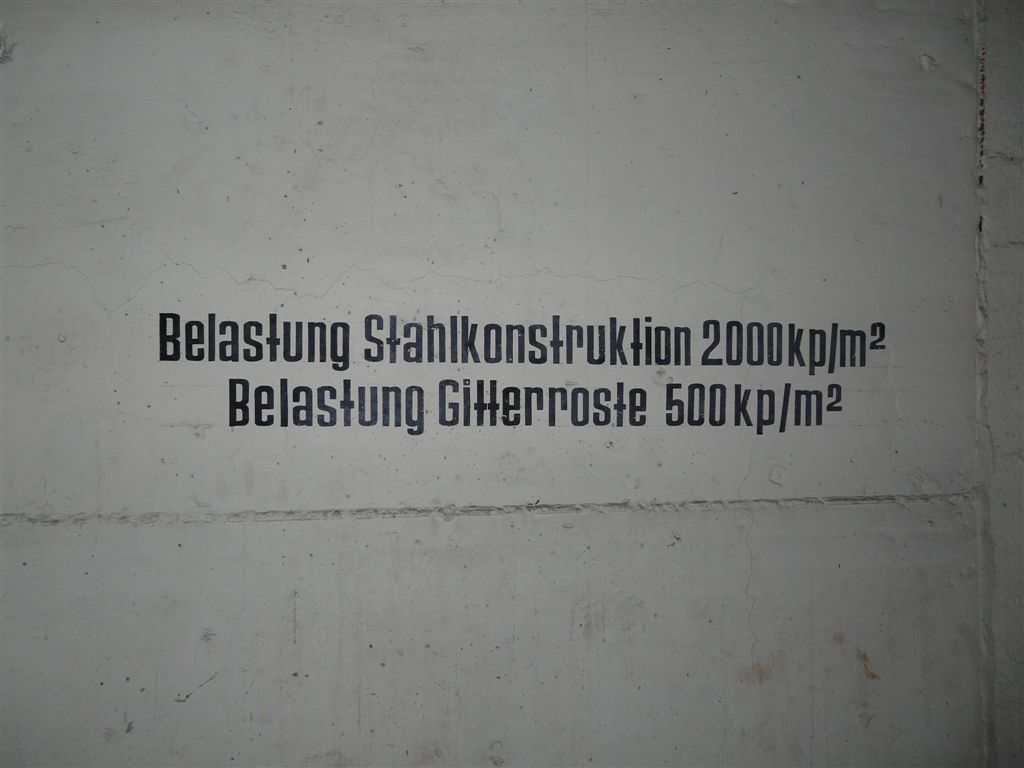 Belastung Stahlkonstruktion 2000kp/m²
Belastung Gitterroste 500kp/m²